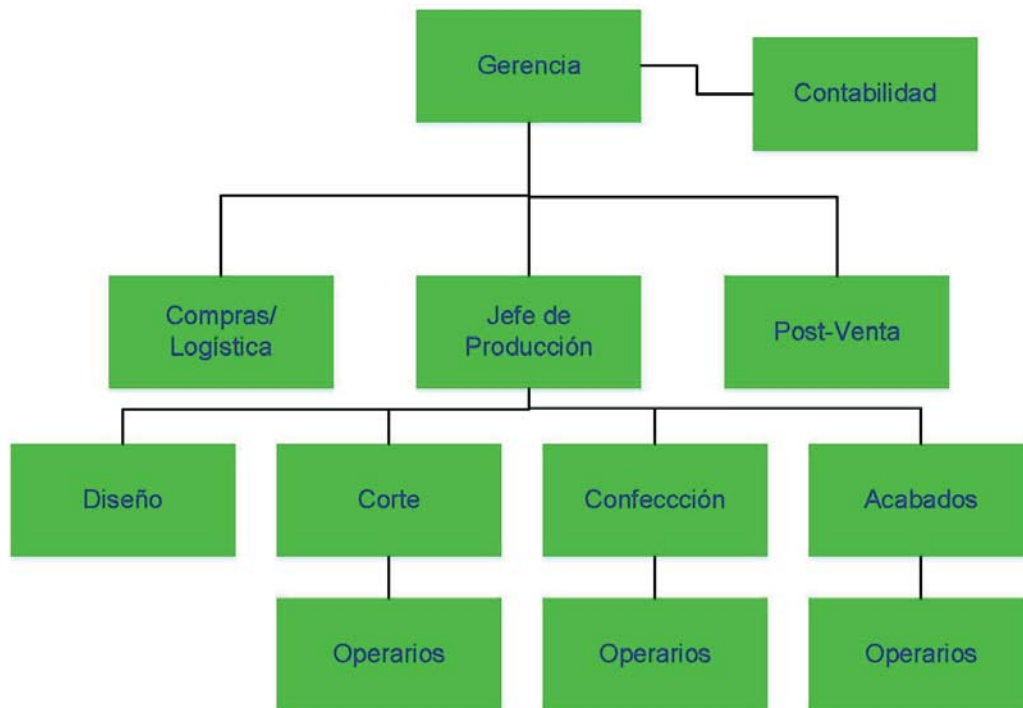 Gerencia
Contabilidad
Compras/
Logística
Jefe de
Producción
Post-Venta
Diseño
Corte
Confeccción
Acabados
Operarios
Operarios
Operarios